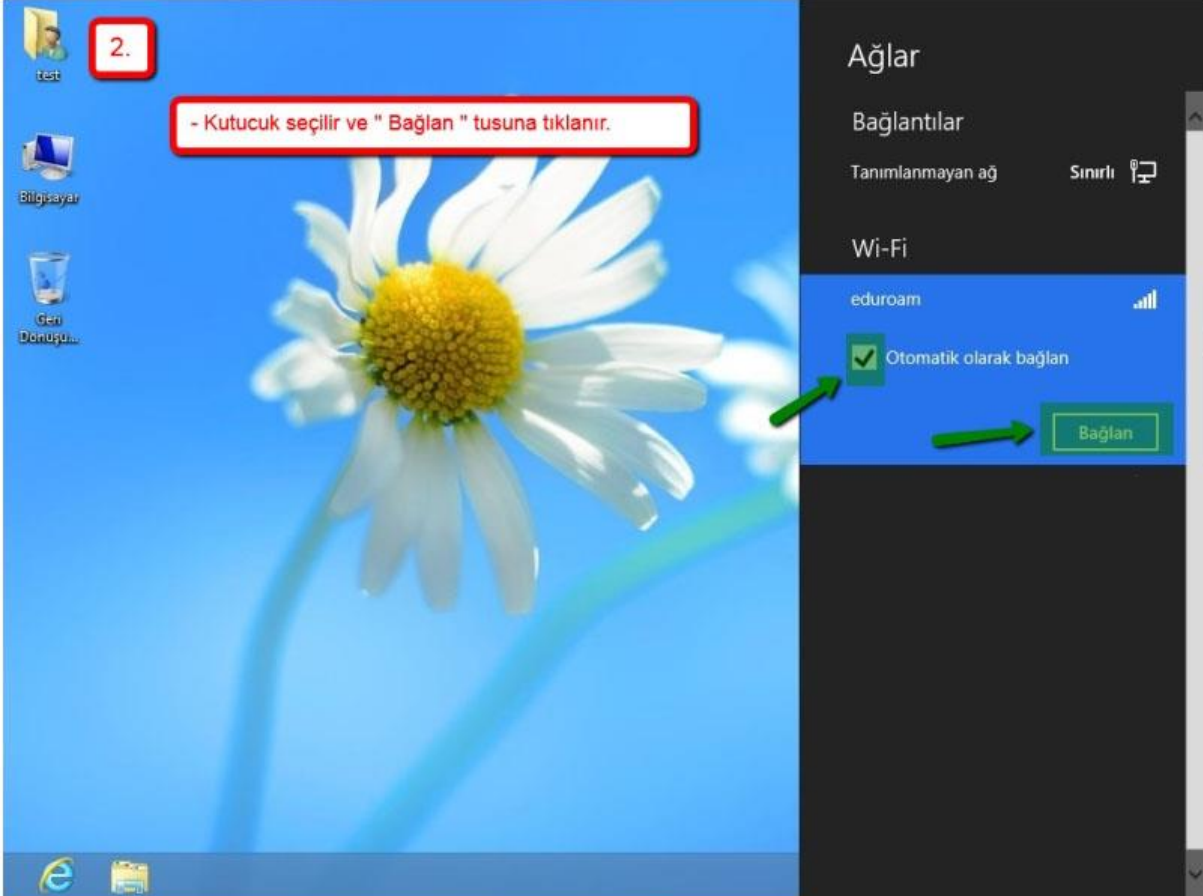 test
2.
- Kutucuk seçilir ve " Bağlan " tusuna tıklanır.
Bilgisayar
Geri
Dönüşü...
Ağlar
Bağlantılar
Tanımlanmayan ağ Sınırlı
Wi-Fi
eduroam
Otomatik olarak bağlan
Bağlan